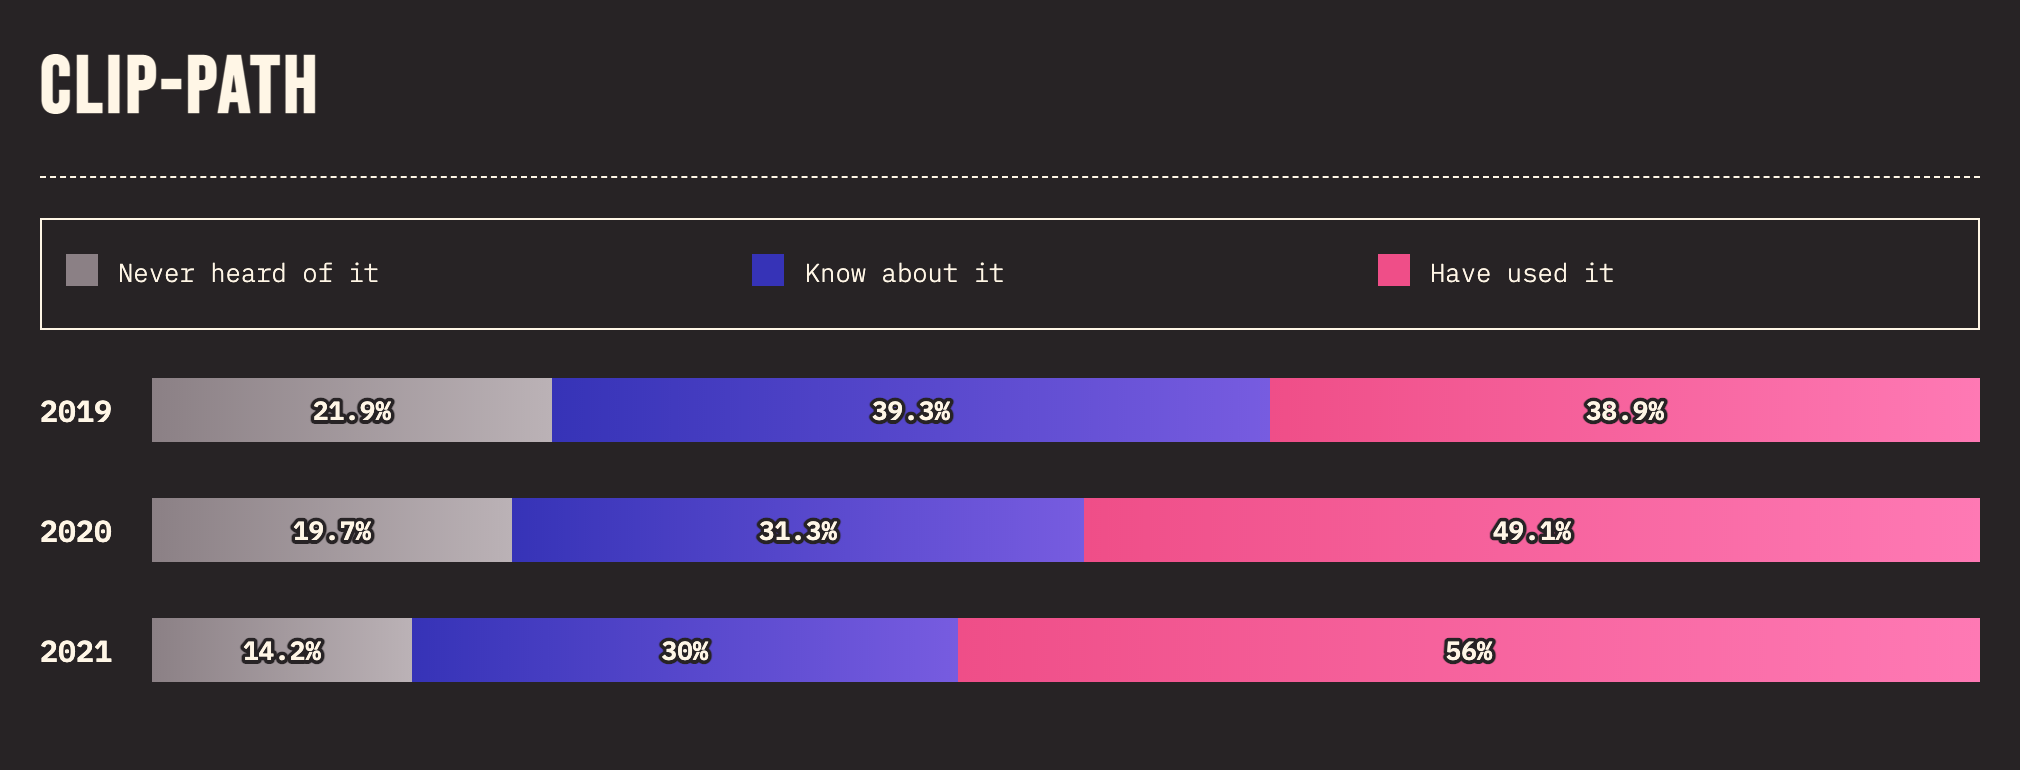 CLIP-PATH
Never heard of it Know about it Have used it
2019 21.9% 39.3% 38.9%
2020 19.7% 31.3% 49.1%
2021 14.2% 30% 56%